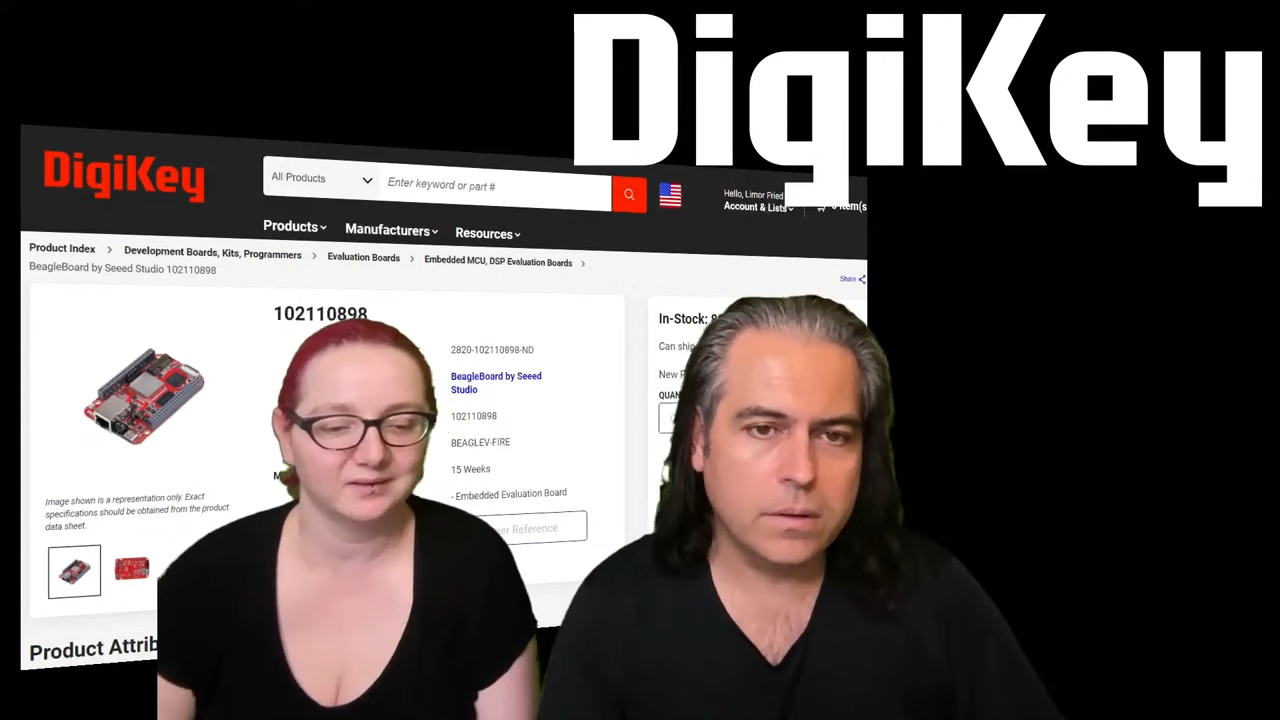 DigiKey
DigiKey
All Products
Enter keyword or part #
Hello, Limor Fried
Account & Lists
Products
Manufacturers
Resources
Product Index > Development Boards, Kits, Programmers > Evaluation Boards > Embedded MCU, DSP Evaluation Boards >
BeagleBoard by Seeed Studio 102110898
Share
102110898
2820-102110898-ND
BeagleBoard by Seeed
Studio
102110898
BEAGLEV-FIRE
15 Weeks
- Embedded Evaluation Board
Reference
Image shown is a representation only. Exact
specifications should be obtained from the product
data sheet.
In-Stock:
Can ship
New
Product Attrib